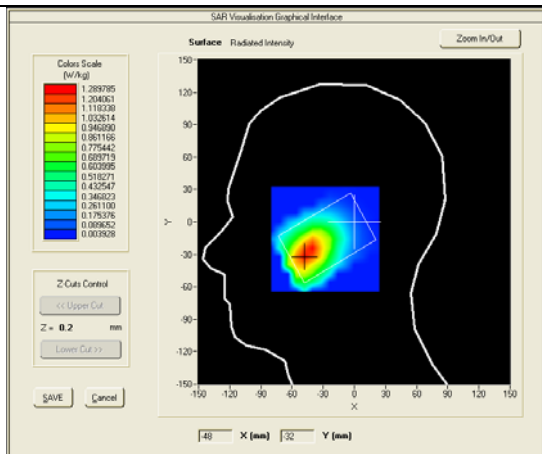 SAR Visualisation Graphical Interface
Surface Radiated Intensity
Zoom In/Out
Colors Scale
(W/kg)
1.289785
1.204061
1.118338
1.032614
0.946890
0.861166
0.775442
0.689719
0.603995
0.518271
0.432547
0.346823
0.261100
0.175376
0.089652
0.003928
Z-Cuts Control
<< Upper Cut
Z = 0.2 mm
Lower Cut >>
SAVE Cancel
150
120
90
60
30
0
-30
-60
-90
-120
-150
Y
-150 -120 -90 -60 -30 0 30 60 90 120 150
X
-48 X (mm) -32 Y (mm)